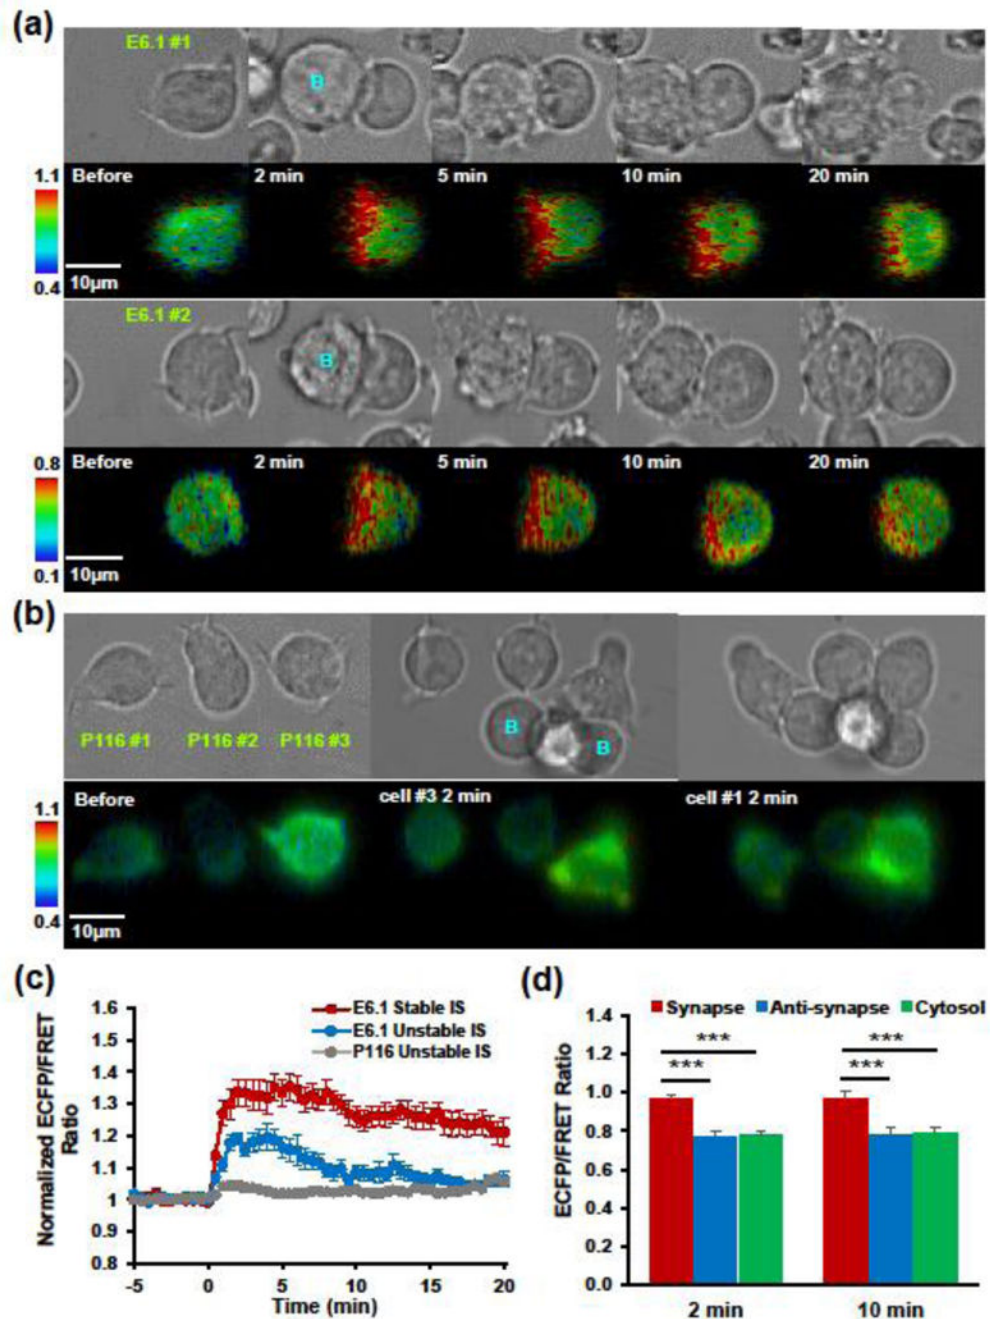 (a)
E6.1 #1
B
1.1
0.4
Before
2 min
5 min
10 min
20 min
10µm
E6.1 #2
B
0.8
0.1
Before
2 min
5 min
10 min
20 min
10µm
(b)
P116 #1
P116 #2
P116 #3
B
B
1.1
0.4
Before
cell #3 2 min
cell #1 2 min
10µm
(c)
Normalized ECFP/FRET
Ratio
1.6
1.5
1.4
1.3
1.2
1.1
1
0.9
0.8
E6.1 Stable IS
E6.1 Unstable IS
P116 Unstable IS
-5
0
5
10
15
20
Time (min)
(d)
ECFP/FRET Ratio
Synapse
Anti-synapse
Cytosol
1.4
1.2
1.0
0.8
0.6
0.4
0.2
0.0
***
***
***
***
2 min
10 min